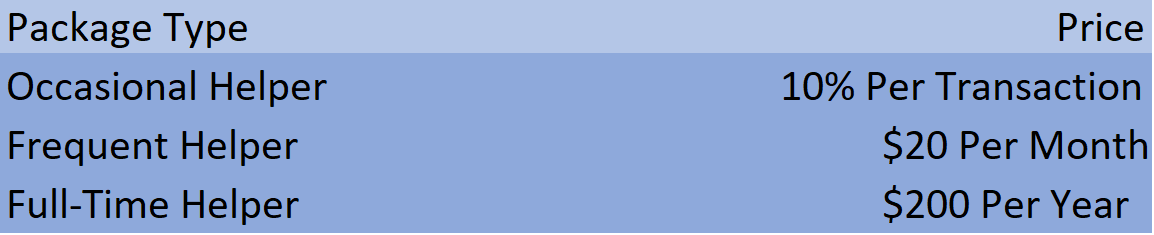 Package Type Price
Occasional Helper 10% Per Transaction
Frequent Helper $20 Per Month
Full-Time Helper $200 Per Year